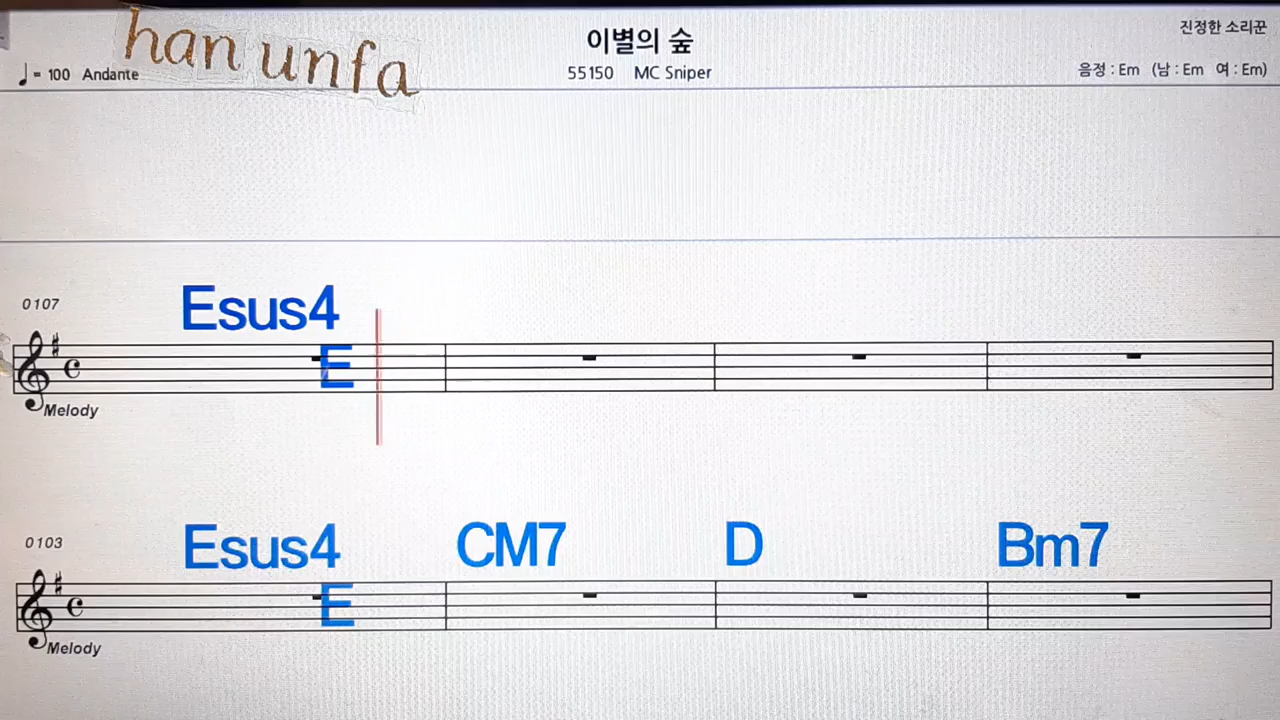 han unfa
이별의 숲
진정한 소리꾼
♩= 100 Andante
55150 MC Sniper
음정 : Em (남 : Em 여 : Em)
0107
Esus4
E
Melody
0103
Esus4 CM7 D Bm7
E
Melody